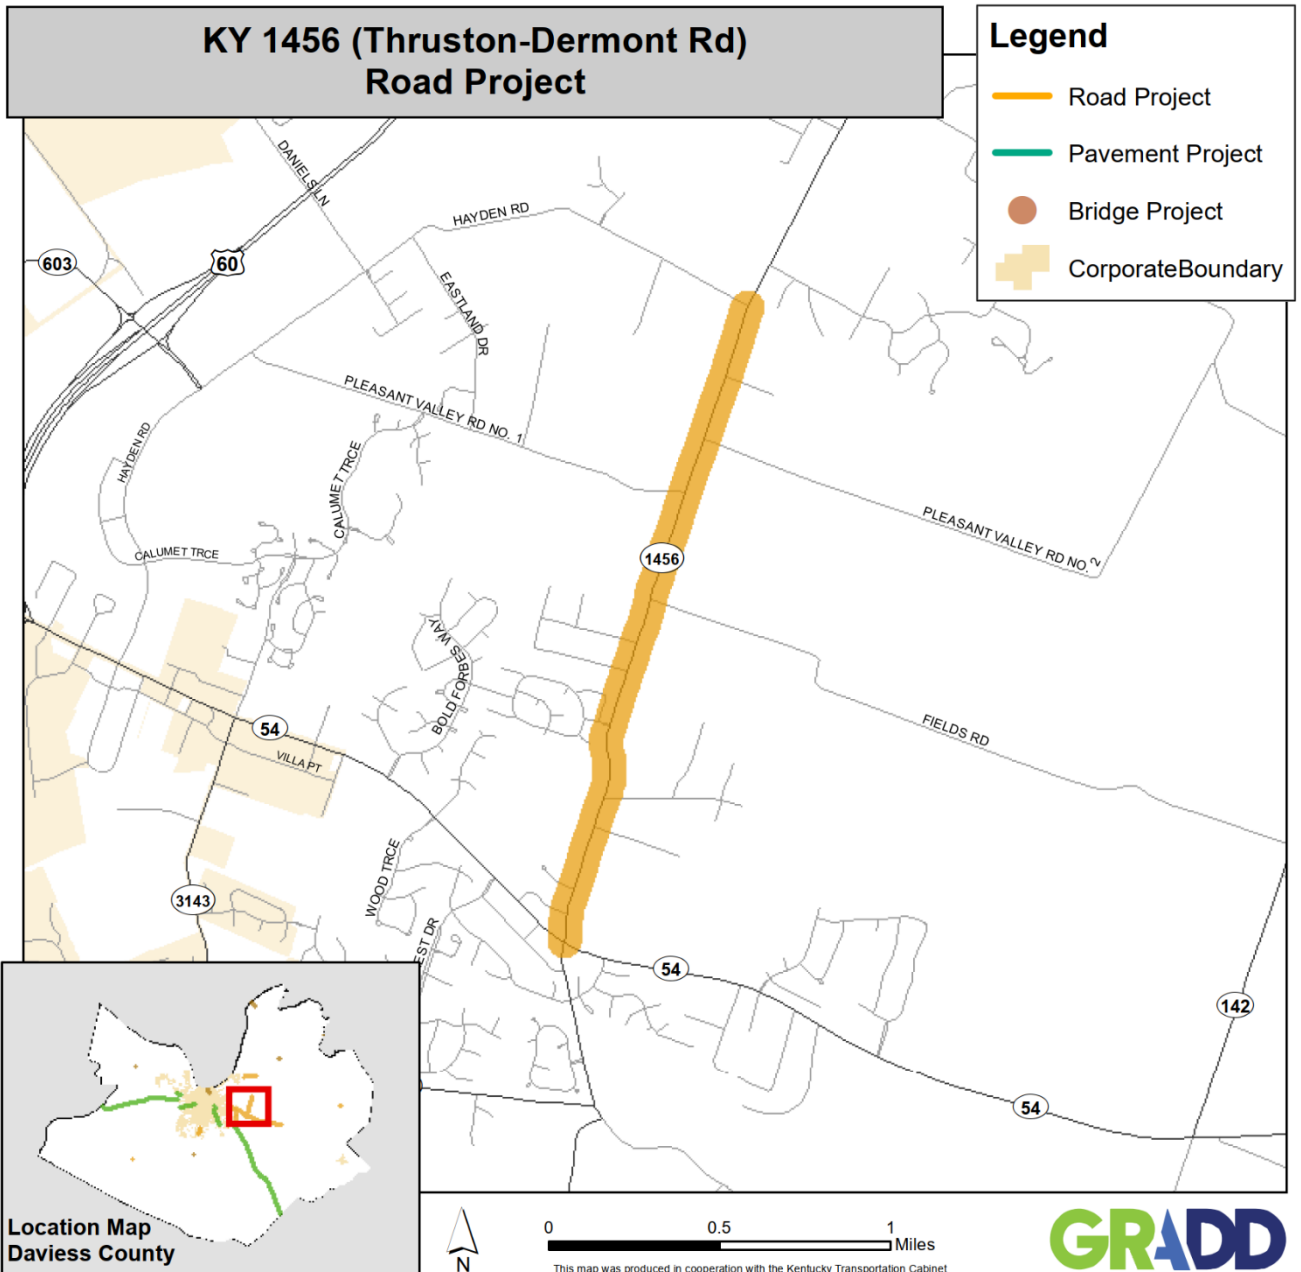 KY 1456 (Thruston-Dermont Rd)
Road Project
Legend
Road Project
Pavement Project
Bridge Project
CorporateBoundary
DANIELS LN
HAYDEN RD
603
60
EASTLAND DR
PLEASANT VALLEY RD NO. 1
HAYDEN RD
CALUMET TRCE
CALUMET TRCE
PLEASANT VALLEY RD NO. 2
1456
BOLD FORBES WAY
FIELDS RD
54
VILLA PT
WOOD TRCE
3143
EST DR
54
142
54
Location Map
Daviess County
N
0 0.5 1
Miles
This map was produced in cooperation with the Kentucky Transportation Cabinet
GRADD